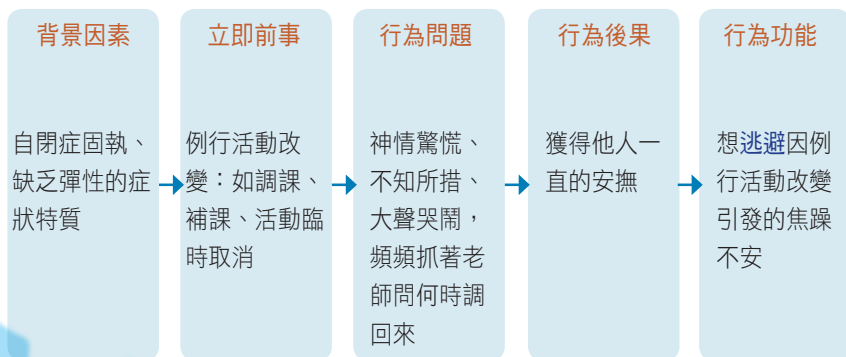 背景因素
自閉症固執、
缺乏彈性的症
狀特質
立即前事
例行活動改
變：如調課、
補課、活動臨
時取消
行為問題
神情驚慌、
不知所措、
大聲哭鬧，
頻頻抓著老
師問何時調
回來
行為後果
獲得他人一
直的安撫
行為功能
想逃避因例
行活動改變
引發的焦躁
不安